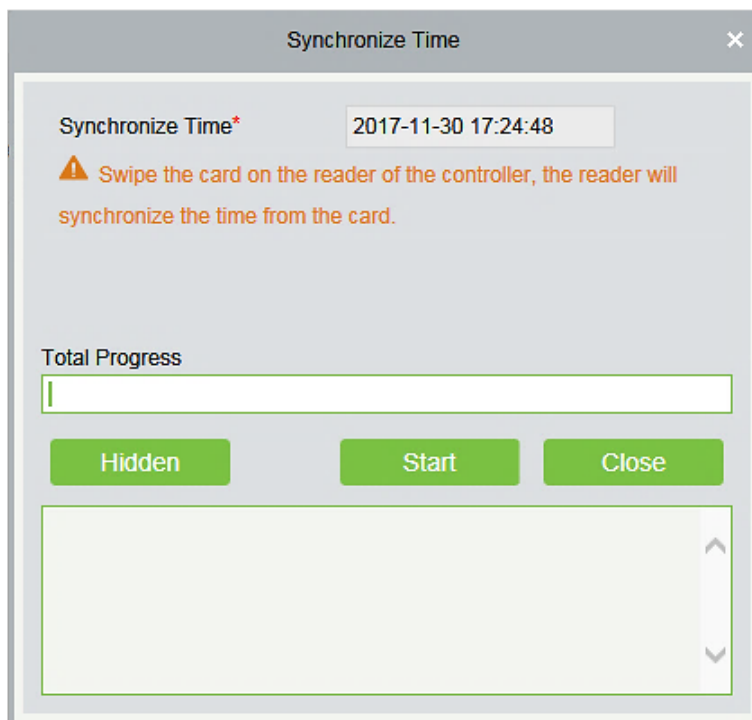 Synchronize Time
Synchronize Time* 2017-11-30 17:24:48
Swipe the card on the reader of the controller, the reader will
synchronize the time from the card.
Total Progress
Hidden Start Close